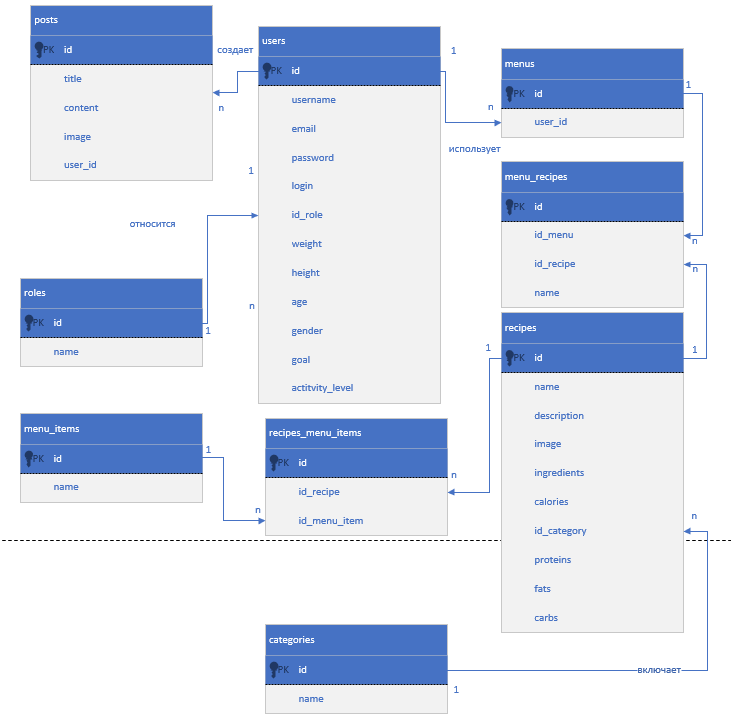 posts
PK id
title
content
image
user_id
создает
n
users
PK id
username
email
password
login
id_role
weight
height
age
gender
goal
actitvity_level
1
n
1
n
использует
menus
PK id
user_id
1
menu_recipes
PK id
id_menu
id_recipe
name
n
n
относится
roles
PK id
name
1
recipes
PK id
name
description
image
ingredients
calories
id_category
proteins
fats
carbs
1
1
n
menu_items
PK id
name
1
n
recipes_menu_items
PK id
id_recipe
id_menu_item
n
categories
PK id
name
1
включает